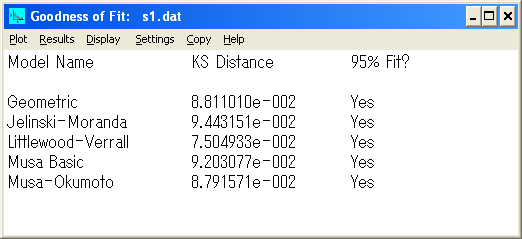 Goodness of Fit: s1.dat
Plot Results Display Settings Copy Help
Model Name KS Distance 95% Fit?
Geometric 8.811010e-002 Yes
Jelinski-Moranda 9.443151e-002 Yes
Littlewood-Verrall 7.504933e-002 Yes
Musa Basic 9.203077e-002 Yes
Musa-Okumoto 8.791571e-002 Yes